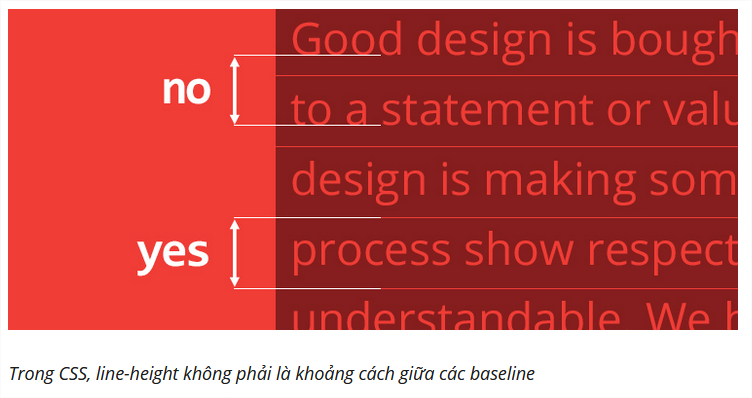 Good design is bough
no
to a statement or valu
design is making som
yes
process show respect
understandable. We h
Trong CSS, line-height không phải là khoảng cách giữa các baseline